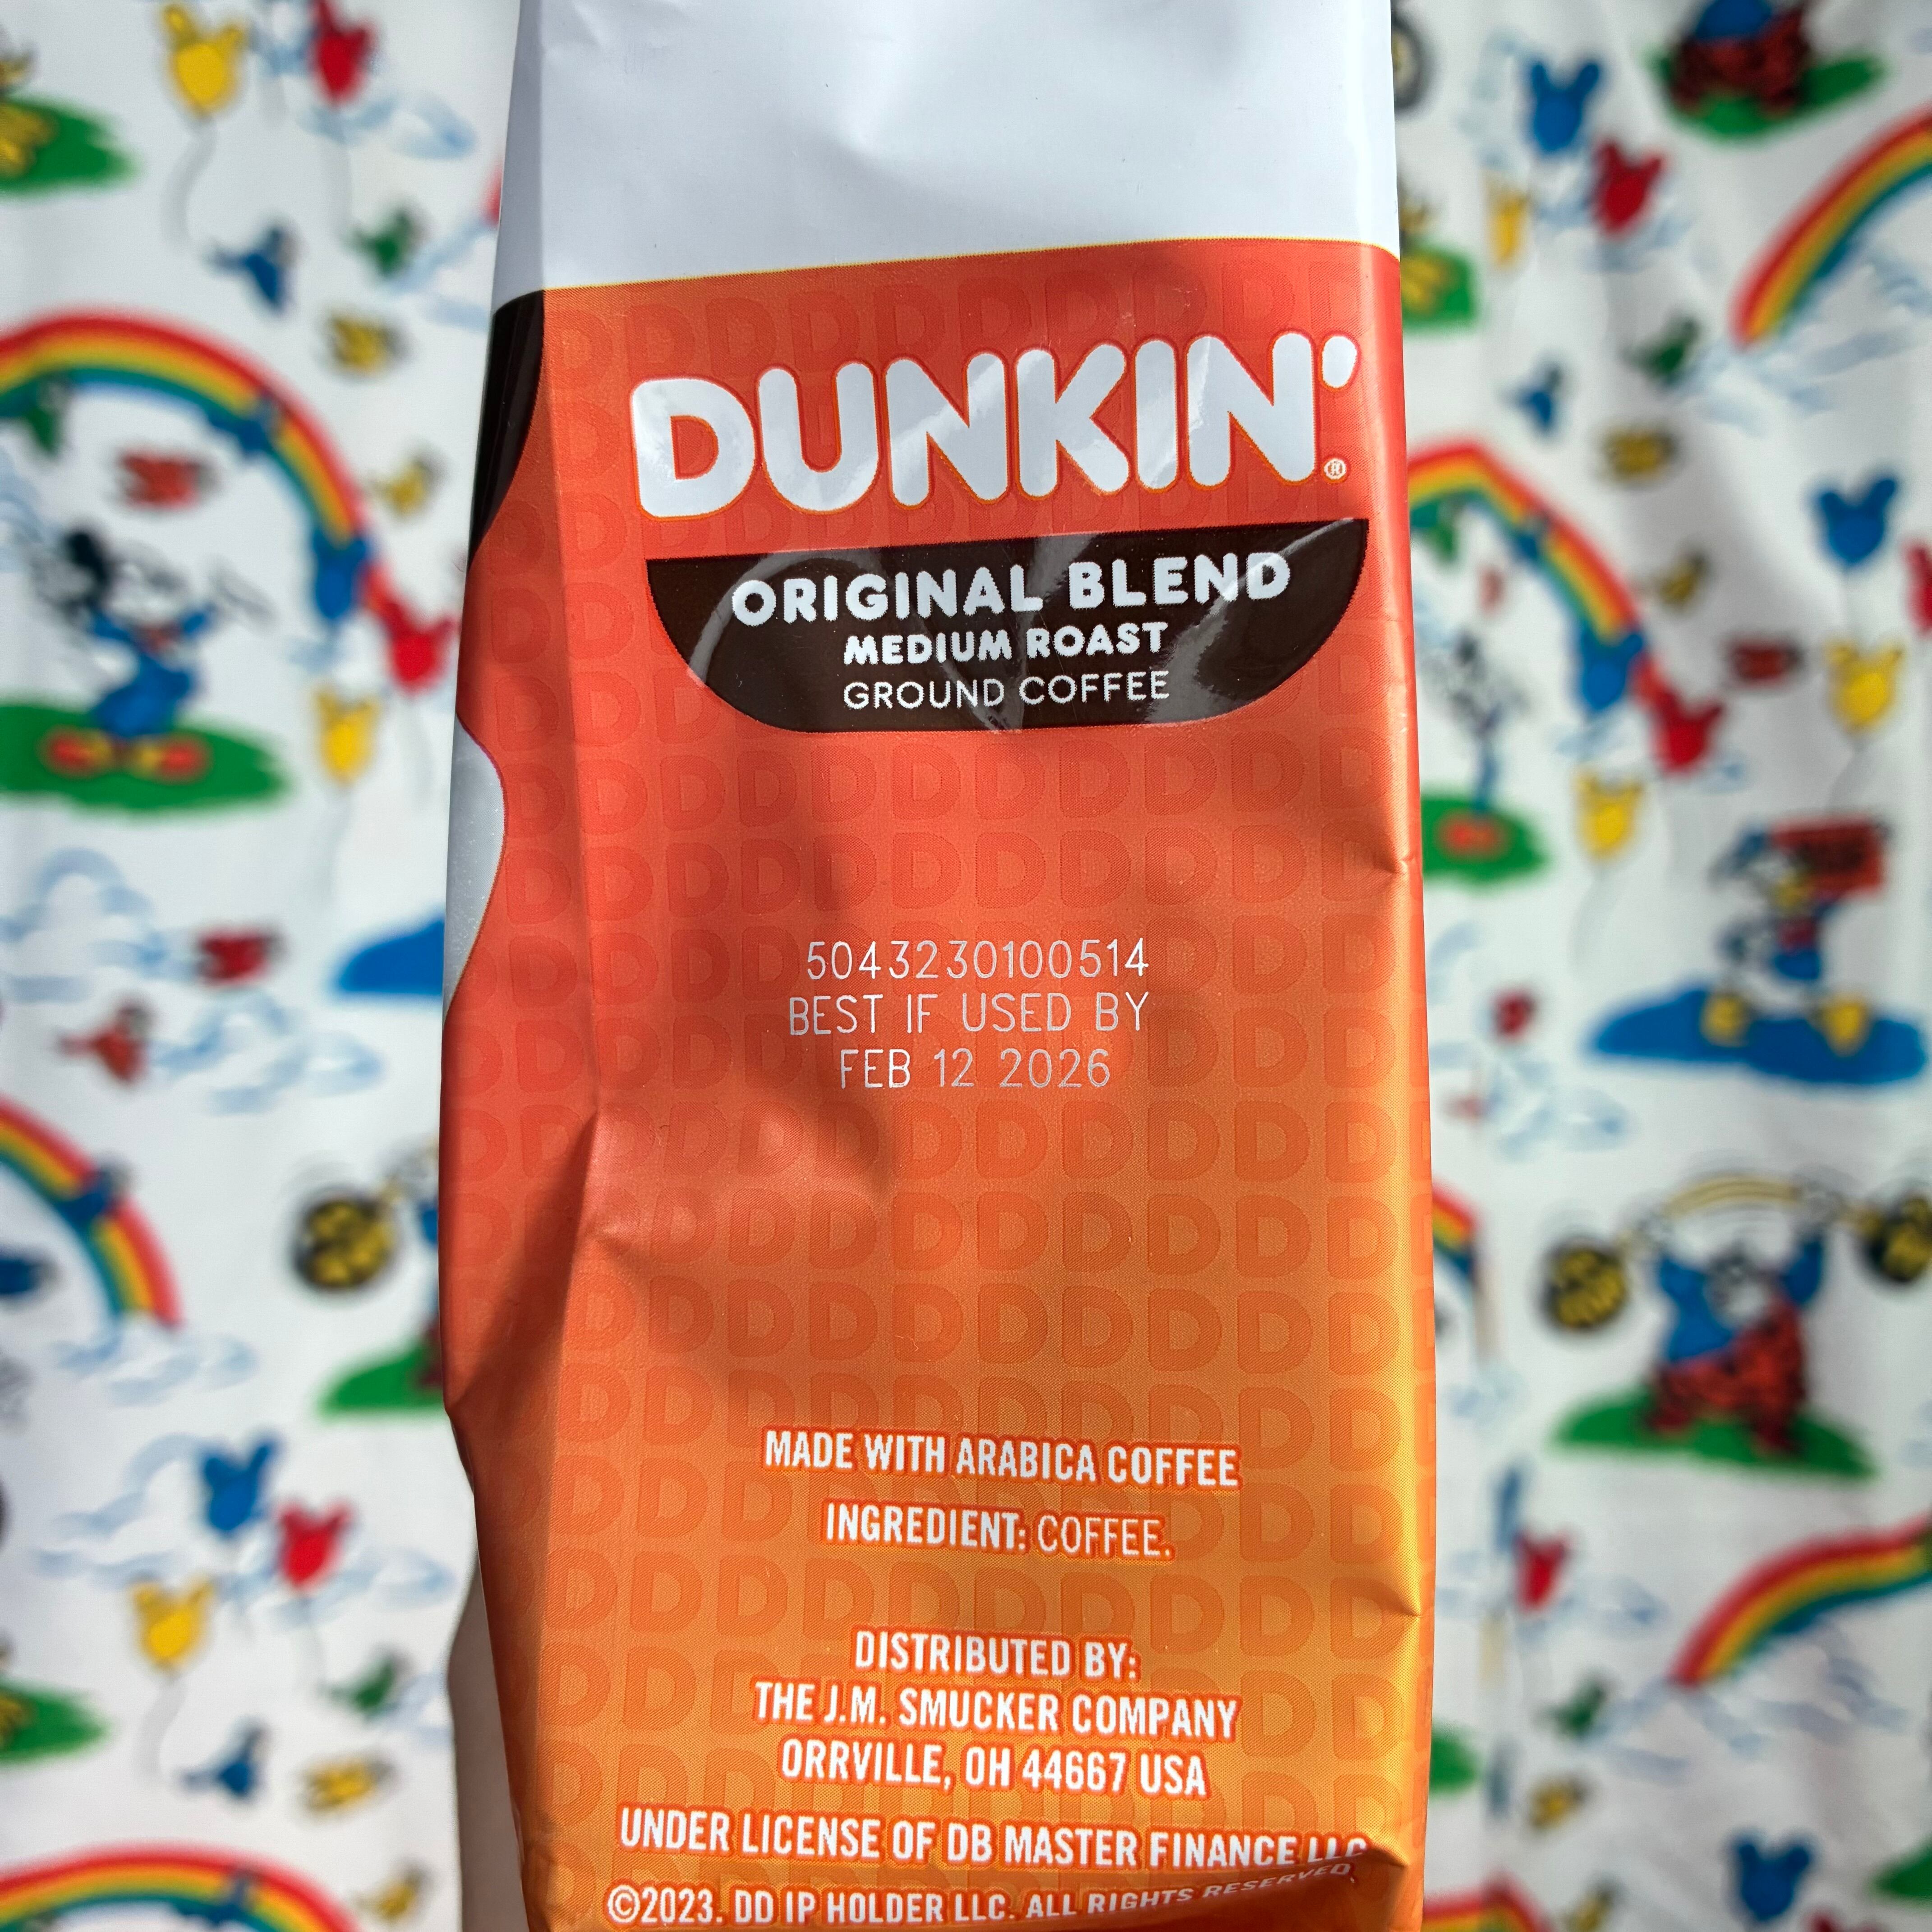 DUNKIN'®
ORIGINAL BLEND
MEDIUM ROAST
GROUND COFFEE
5043230100514
BEST IF USED BY
FEB 12 2026
MADE WITH ARABICA COFFEE
INGREDIENT: COFFEE.
DISTRIBUTED BY:
THE J.M. SMUCKER COMPANY
ORRVILLE, OH 44667 USA
UNDER LICENSE OF DB MASTER FINANCE LLC
©2023. DD IP HOLDER LLC. ALL RIGHTS RESERVED.